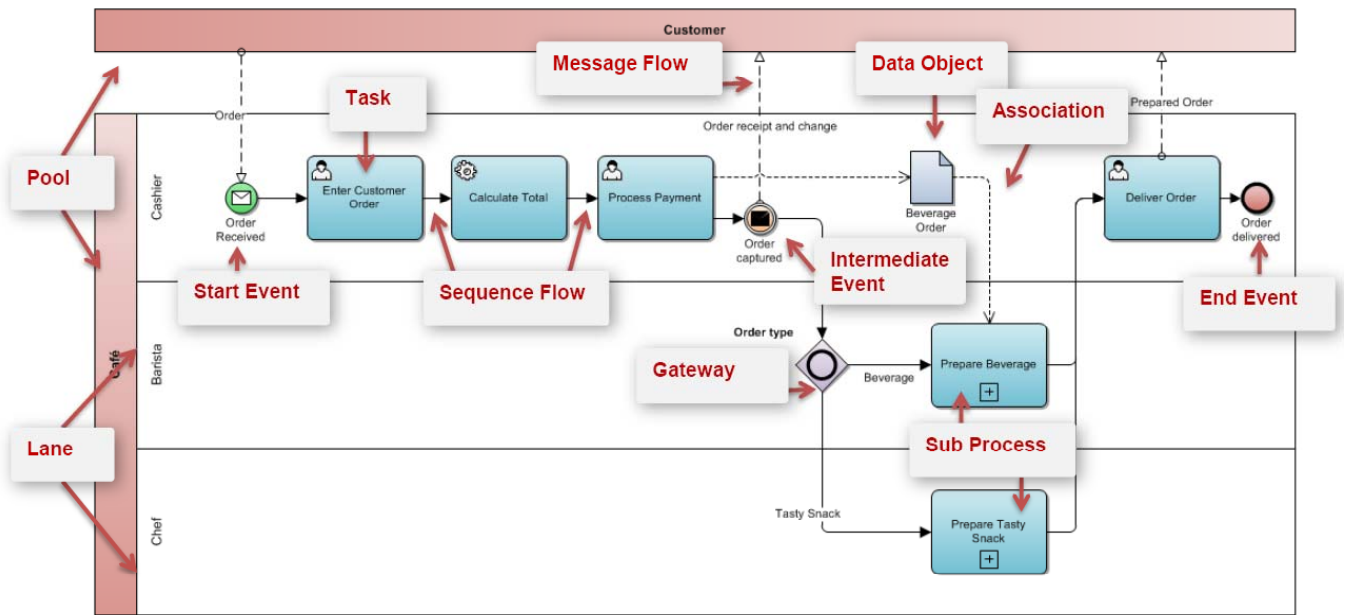 Customer
Message Flow
Data Object
Task
Association
Order
Order receipt and change
Prepared Order
Pool
Cashier
Enter Customer
Order
Calculate Total
Process Payment
Beverage
Order
Deliver Order
Order
Received
Order
captured
Order
delivered
Start Event
Sequence Flow
Intermediate
Event
End Event
Café
Barista
Order type
Gateway
Beverage
Prepare Beverage
Lane
Sub Process
Chef
Tasty Snack
Prepare Tasty
Snack